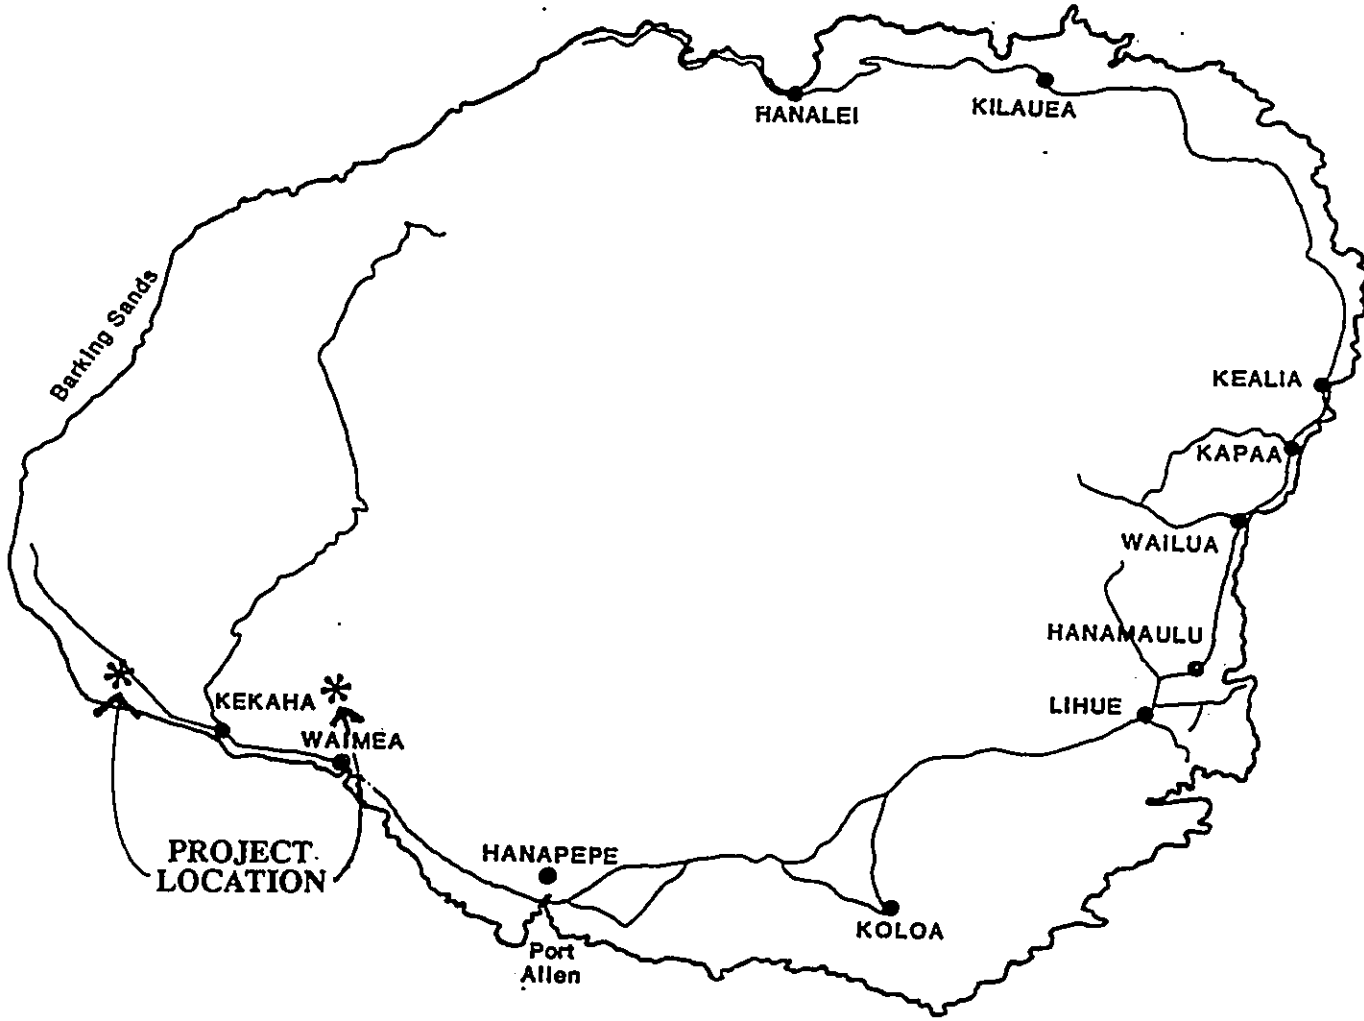 HANALEI
KILAUEA
Barking Sands
KEALIA
KAPAA
WAILUA
HANAMAULU
KEKAHA
LIHUE
WAIMEA
PROJECT
LOCATION
HANAPEPE
KOLOA
Port
Allen